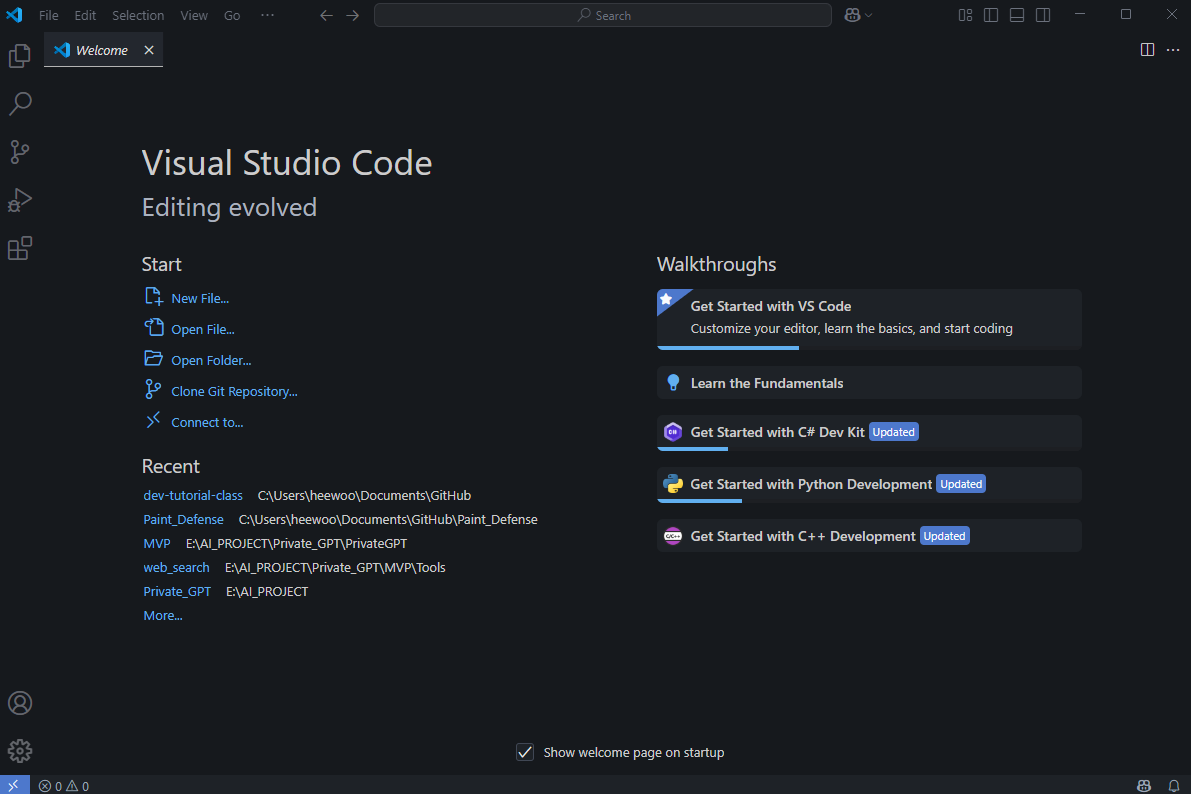 File Edit Selection View Go ···
Search
Welcome
Visual Studio Code
Editing evolved
Start
New File...
Open File...
Open Folder...
Clone Git Repository...
Connect to...
Recent
dev-tutorial-class C:\Users\heewoo\Documents\GitHub
Paint_Defense C:\Users\heewoo\Documents\GitHub\Paint_Defense
MVP E:\AI_PROJECT\Private_GPT\PrivateGPT
web_search E:\AI_PROJECT\Private_GPT\MVP\Tools
Private_GPT E:\AI_PROJECT
More...
Walkthroughs
Get Started with VS Code
Customize your editor, learn the basics, and start coding
Learn the Fundamentals
Get Started with C# Dev Kit Updated
Get Started with Python Development Updated
C/C++ Get Started with C++ Development Updated
Show welcome page on startup
0 0